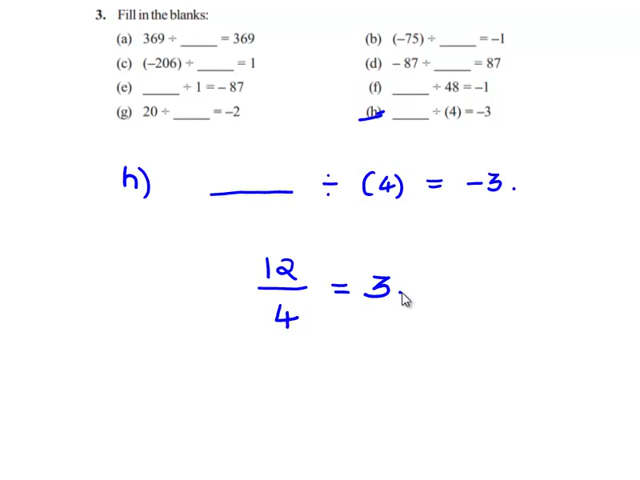 3. Fill in the blanks:
(a) 369 ÷ _____ = 369 (b) (–75) ÷ _____ = –1
(c) (–206) ÷ _____ = 1 (d) – 87 ÷ _____ = 87
(e) _____ ÷ 1 = – 87 (f) _____ ÷ 48 = –1
(g) 20 ÷ _____ = –2 (h) _____ ÷ (4) = –3
h) _____ ÷ (4) = -3.
12
— = 3.
4